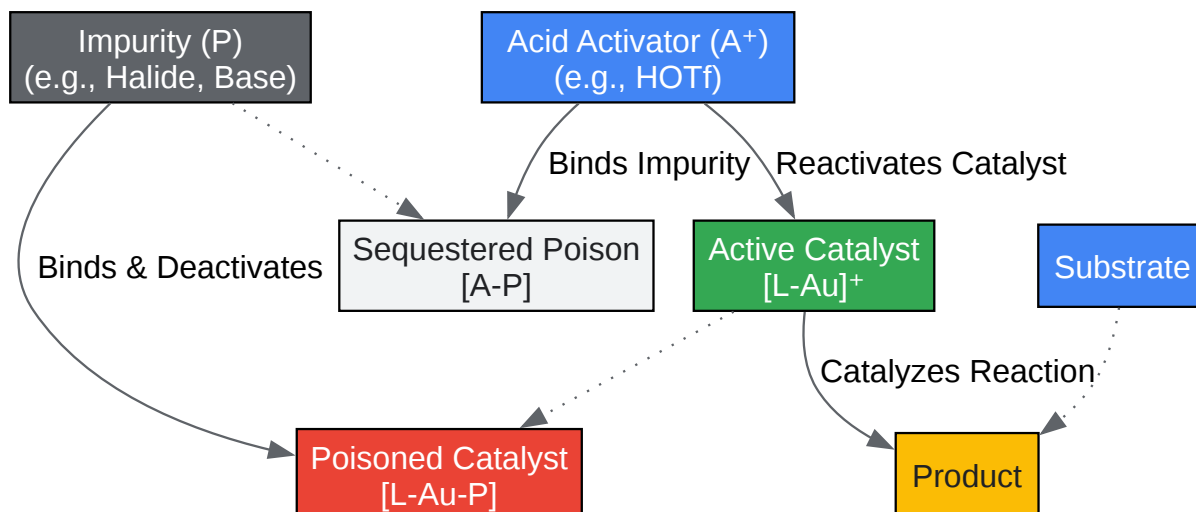 Impurity (P)
(e.g., Halide, Base)
Acid Activator (A⁺)
(e.g., HOTf)
Binds Impurity
Reactivates Catalyst
Binds & Deactivates
Sequestered Poison
[A-P]
Active Catalyst
[L-Au]⁺
Substrate
Catalyzes Reaction
Poisoned Catalyst
[L-Au-P]
Product